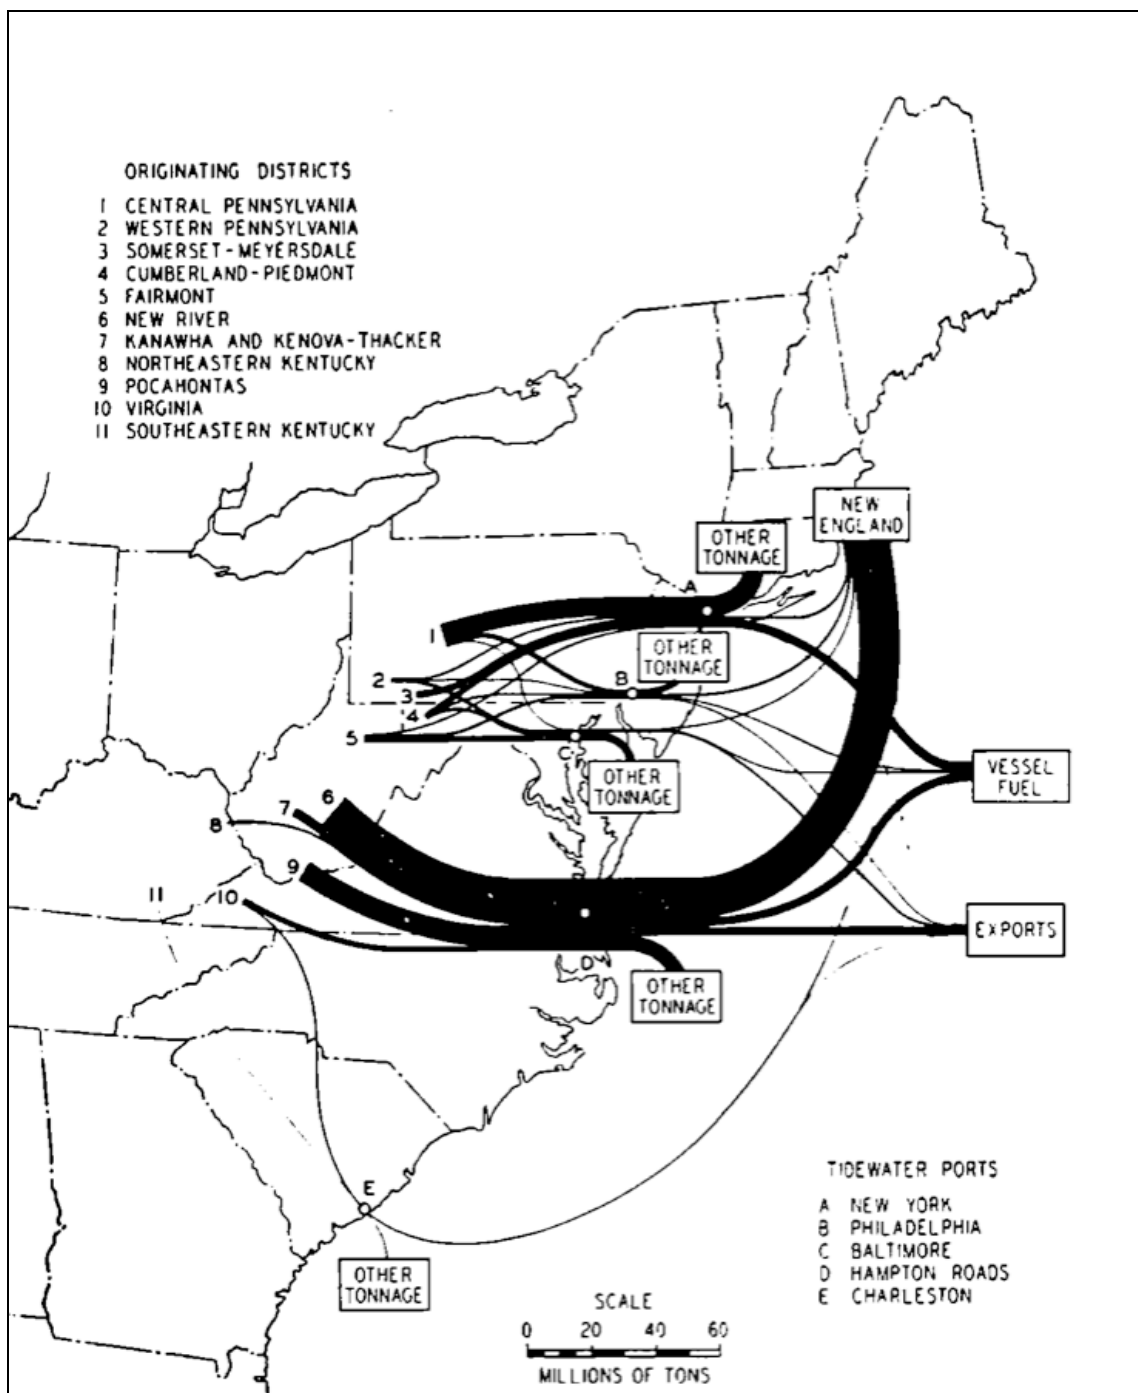 ORIGINATING DISTRICTS
1 CENTRAL PENNSYLVANIA
2 WESTERN PENNSYLVANIA
3 SOMERSET-MEYERSDALE
4 CUMBERLAND-PIEDMONT
5 FAIRMONT
6 NEW RIVER
7 KANAWHA AND KENOVA-THACKER
8 NORTHEASTERN KENTUCKY
9 POCAHONTAS
10 VIRGINIA
11 SOUTHEASTERN KENTUCKY
NEW
ENGLAND
OTHER
TONNAGE
A
1
OTHER
TONNAGE
2
B
3
4
5
C
VESSEL
FUEL
OTHER
TONNAGE
6
7
8
9
10
11
EXPORTS
D
OTHER
TONNAGE
E
OTHER
TONNAGE
TIDEWATER PORTS
A NEW YORK
B PHILADELPHIA
C BALTIMORE
D HAMPTON ROADS
E CHARLESTON
SCALE
0 20 40 60
MILLIONS OF TONS